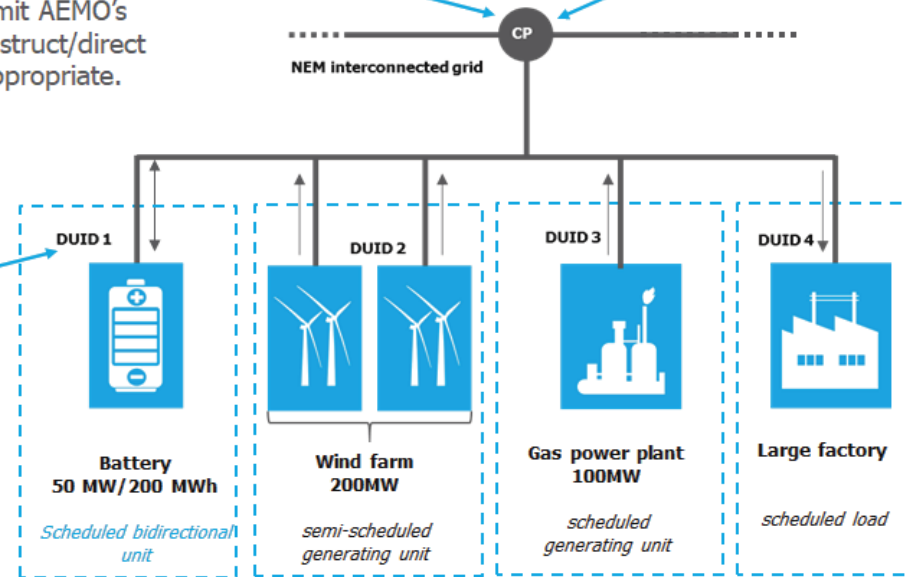 mit AEMO's
struct/direct
ppropriate.
CP
NEM interconnected grid
DUID 1
DUID 2
DUID 3
DUID 4
Battery
50 MW/200 MWh
Scheduled bidirectional
unit
Wind farm
200MW
semi-scheduled
generating unit
Gas power plant
100MW
scheduled
generating unit
Large factory
scheduled load